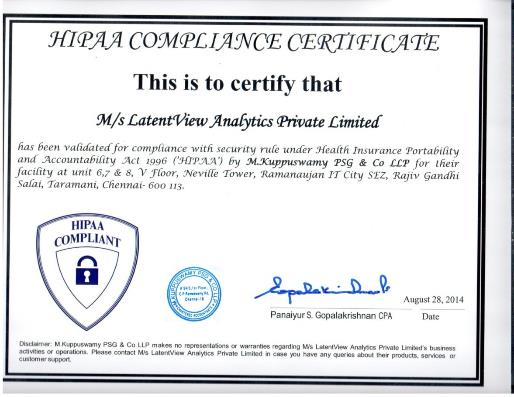 HIPAA COMPLIANCE CERTIFICATE
This is to certify that
M/s LatentView Analytics Private Limited
has been validated for compliance with security rule under Health Insurance Portability
and Accountability Act 1996 ('HIPAA') by M.Kuppuswamy PSG & Co LLP for their
facility at unit 6,7 & 8, V Floor, Neville Tower, Ramanaujan IT City SEZ, Rajiv Gandhi
Salai, Taramani, Chennai- 600 113.
HIPAA
COMPLIANT
M KUPPUSWAMY PSG & CO LLP
Gopalakrishnan
August 28, 2014
Panaiyur S. Gopalakrishnan CPA
Date
Disclaimer: M.Kuppuswamy PSG & Co LLP makes no representations or warranties regarding M/s LatentView Analytics Private Limited's business
activities or operations. Please contact M/s LatentView Analytics Private Limited in case you have any queries about their products, services or
customer support.